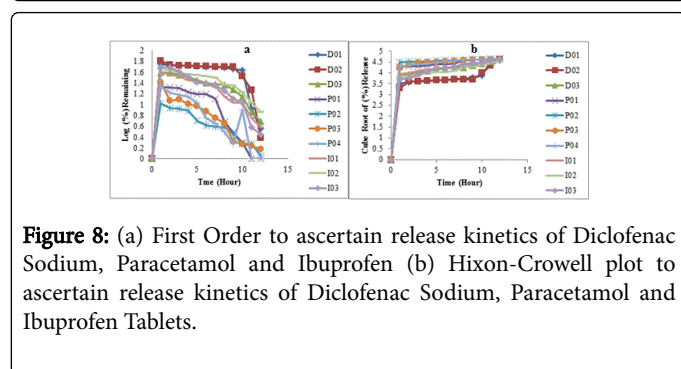 a
b
1.8
1.6
1.4
1.2
1
0.8
0.6
0.4
0.2
0
Log (%) Remaining
0
5
10
15
Tme (Hour)
D01
D02
D03
P01
P02
P03
P04
I01
I02
I03
5
4.5
4
3.5
3
2.5
2
1.5
1
0.5
0
Cube Root of (%) Release
0
5
10
15
Time (Hour)
D01
D02
D03
P01
P02
P03
P04
I01
I02
I03
Figure 8: (a) First Order to ascertain release kinetics of Diclofenac
Sodium, Paracetamol and Ibuprofen (b) Hixon-Crowell plot to
ascertain release kinetics of Diclofenac Sodium, Paracetamol and
Ibuprofen Tablets.